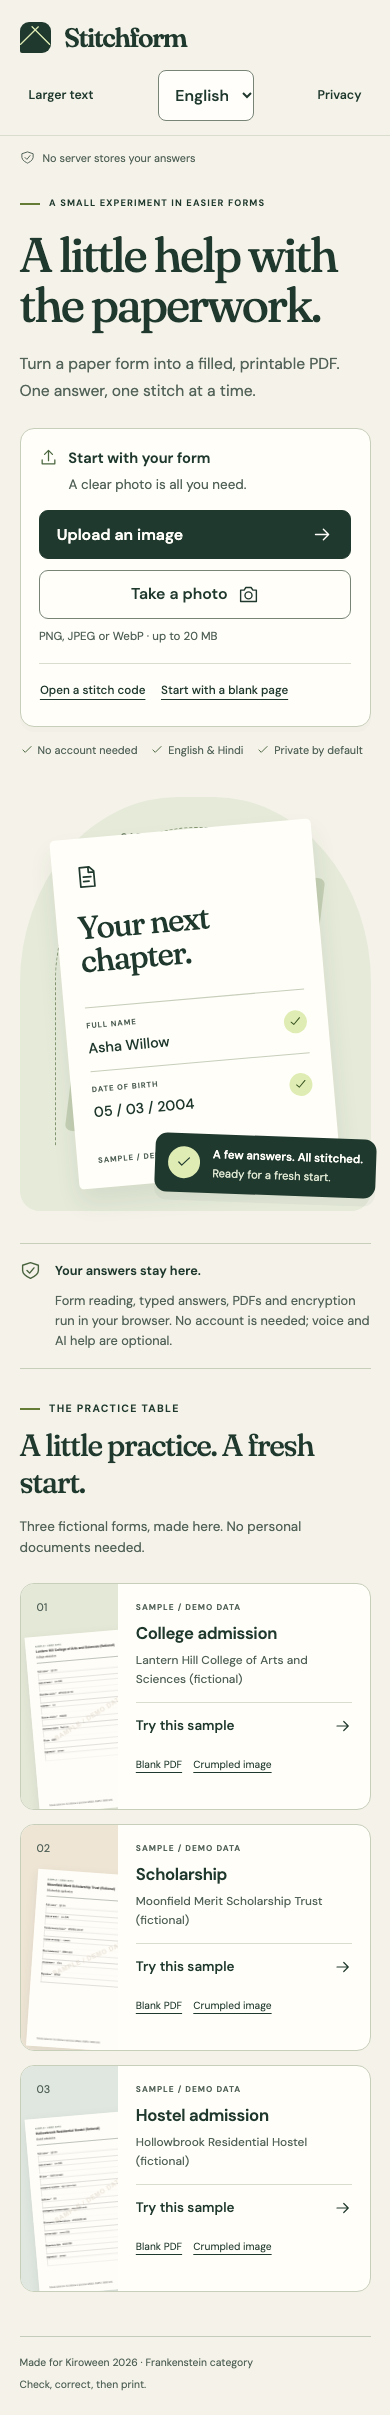 Stitchform
Larger text
English
Privacy
No server stores your answers
A SMALL EXPERIMENT IN EASIER FORMS
A little help with
the paperwork.
Turn a paper form into a filled, printable PDF.
One answer, one stitch at a time.
Start with your form
A clear photo is all you need.
Upload an image
Take a photo
PNG, JPEG or WebP · up to 20 MB
Open a stitch code
Start with a blank page
No account needed
English & Hindi
Private by default
Your next
chapter.
FULL NAME
Asha Willow
DATE OF BIRTH
05 / 03 / 2004
SAMPLE / DE
A few answers. All stitched.
Ready for a fresh start.
Your answers stay here.
Form reading, typed answers, PDFs and encryption
run in your browser. No account is needed; voice and
AI help are optional.
THE PRACTICE TABLE
A little practice. A fresh
start.
Three fictional forms, made here. No personal
documents needed.
01
SAMPLE / DEMO DATA
College admission
Lantern Hill College of Arts and
Sciences (fictional)
Try this sample
Blank PDF
Crumpled image
02
SAMPLE / DEMO DATA
Scholarship
Moonfield Merit Scholarship Trust
(fictional)
Try this sample
Blank PDF
Crumpled image
03
SAMPLE / DEMO DATA
Hostel admission
Hollowbrook Residential Hostel
(fictional)
Try this sample
Blank PDF
Crumpled image
Made for Kiroween 2026 · Frankenstein category
Check, correct, then print.